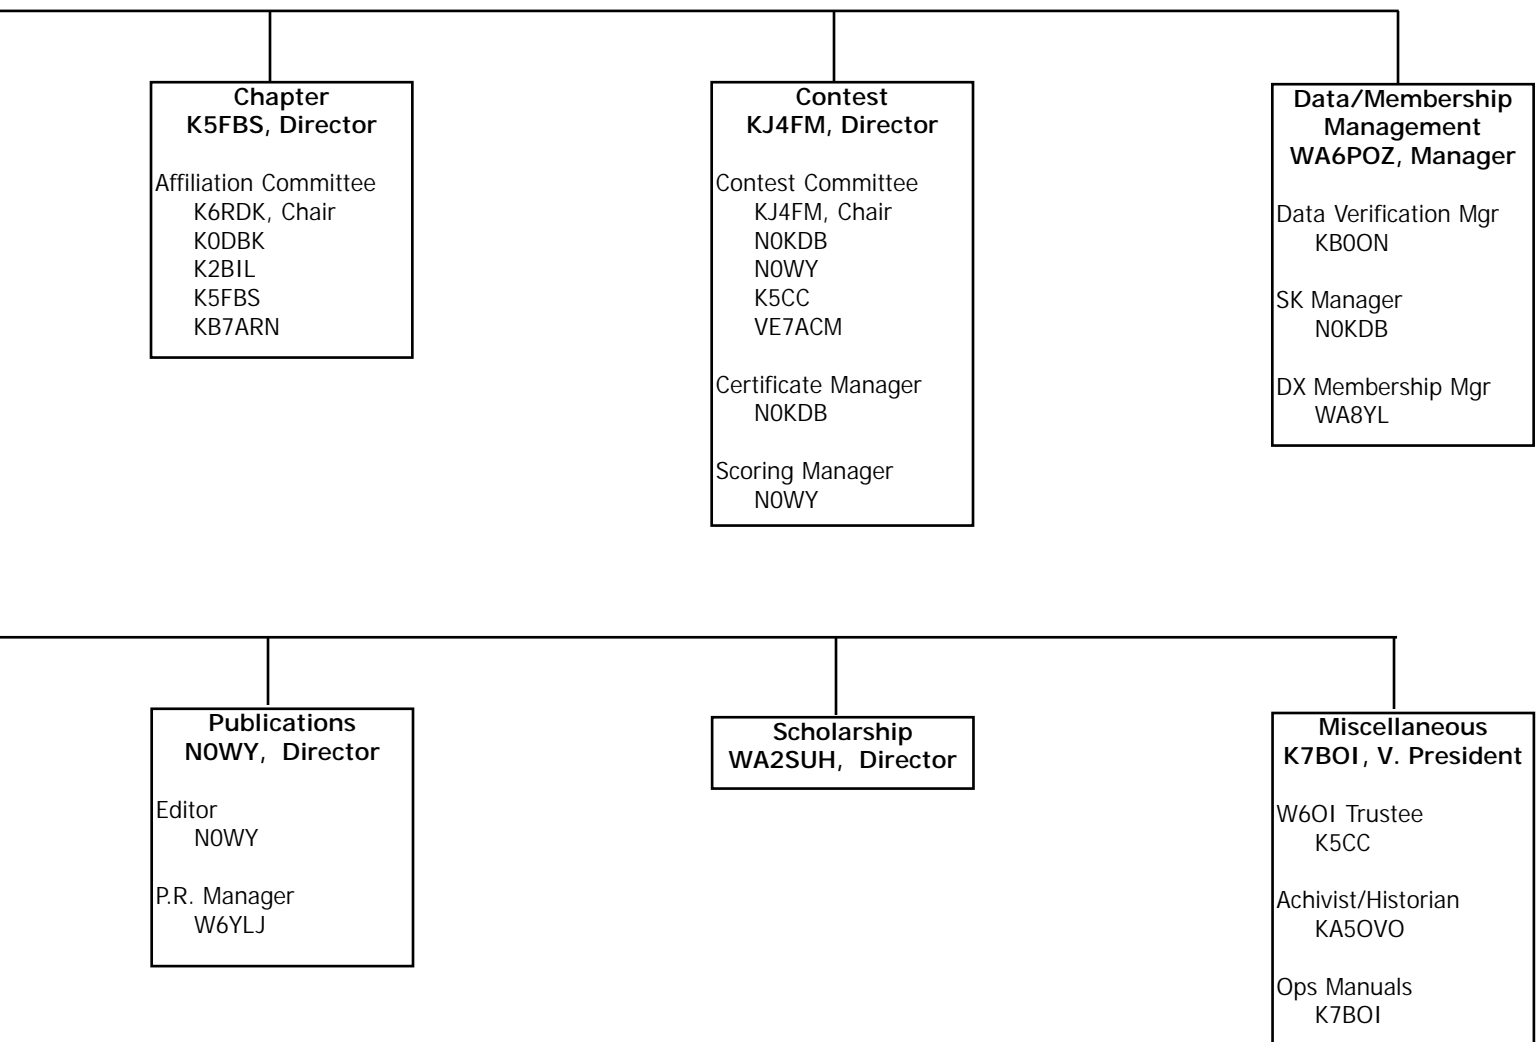 Chapter
K5FBS, Director
Affiliation Committee
K6RDK, Chair
K0DBK
K2BIL
K5FBS
KB7ARN
Contest
KJ4FM, Director
Contest Committee
KJ4FM, Chair
N0KDB
N0WY
K5CC
VE7ACM
Certificate Manager
N0KDB
Scoring Manager
N0WY
Data/Membership
Management
WA6POZ, Manager
Data Verification Mgr
KB0ON
SK Manager
N0KDB
DX Membership Mgr
WA8YL
Publications
N0WY, Director
Editor
N0WY
P.R. Manager
W6YLJ
Scholarship
WA2SUH, Director
Miscellaneous
K7BOI, V. President
W6OI Trustee
K5CC
Achivist/Historian
KA5OVO
Ops Manuals
K7BOI